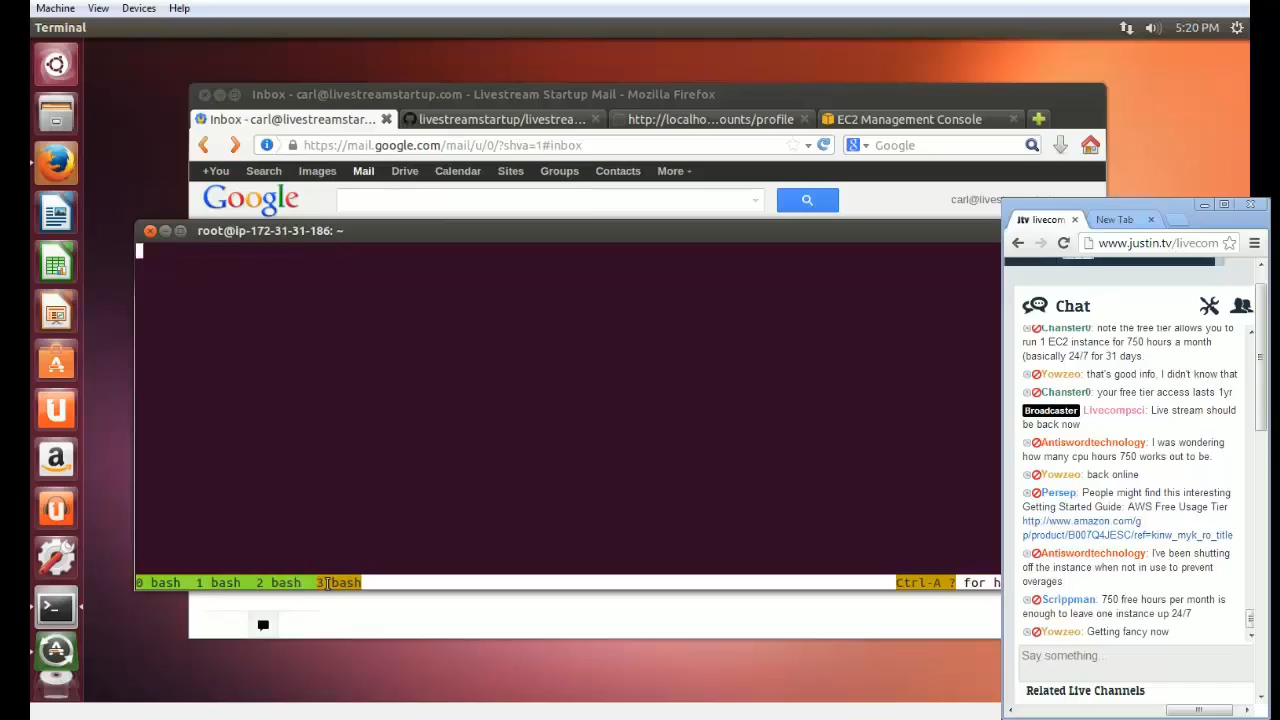 Machine View Devices Help
Terminal 5:20 PM
Inbox - carl@livestreamstartup.com - Livestream Startup Mail - Mozilla Firefox
Inbox - carl@livestreamstar... livestreamstartup/livestrea... http://localho...ounts/profile EC2 Management Console
https://mail.google.com/mail/u/0/?shva=1#inbox Google
+You Search Images Mail Drive Calendar Sites Groups Contacts More
Google carl@lives
root@ip-172-31-31-186: ~
0 bash 1 bash 2 bash 3 bash Ctrl-A ? for h
livecom New Tab
www.justin.tv/livecom
Chat
Chanster0: note the free tier allows you to
run 1 EC2 instance for 750 hours a month
(basically 24/7 for 31 days.
Yowzeo: that's good info, I didn't know that
Chanster0: your free tier access lasts 1yr
Broadcaster Livecompsci: Live stream should
be back now
Antiswordtechnology: I was wondering
how many cpu hours 750 works out to be.
Yowzeo: back online
Persep: People might find this interesting
Getting Started Guide: AWS Free Usage Tier
http://www.amazon.com/g
p/product/B007Q4JESC/ref=kinw_myk_ro_title
Antiswordtechnology: I've been shutting
off the instance when not in use to prevent
overages
Scrippman: 750 free hours per month is
enough to leave one instance up 24/7
Yowzeo: Getting fancy now
Say something...
Related Live Channels